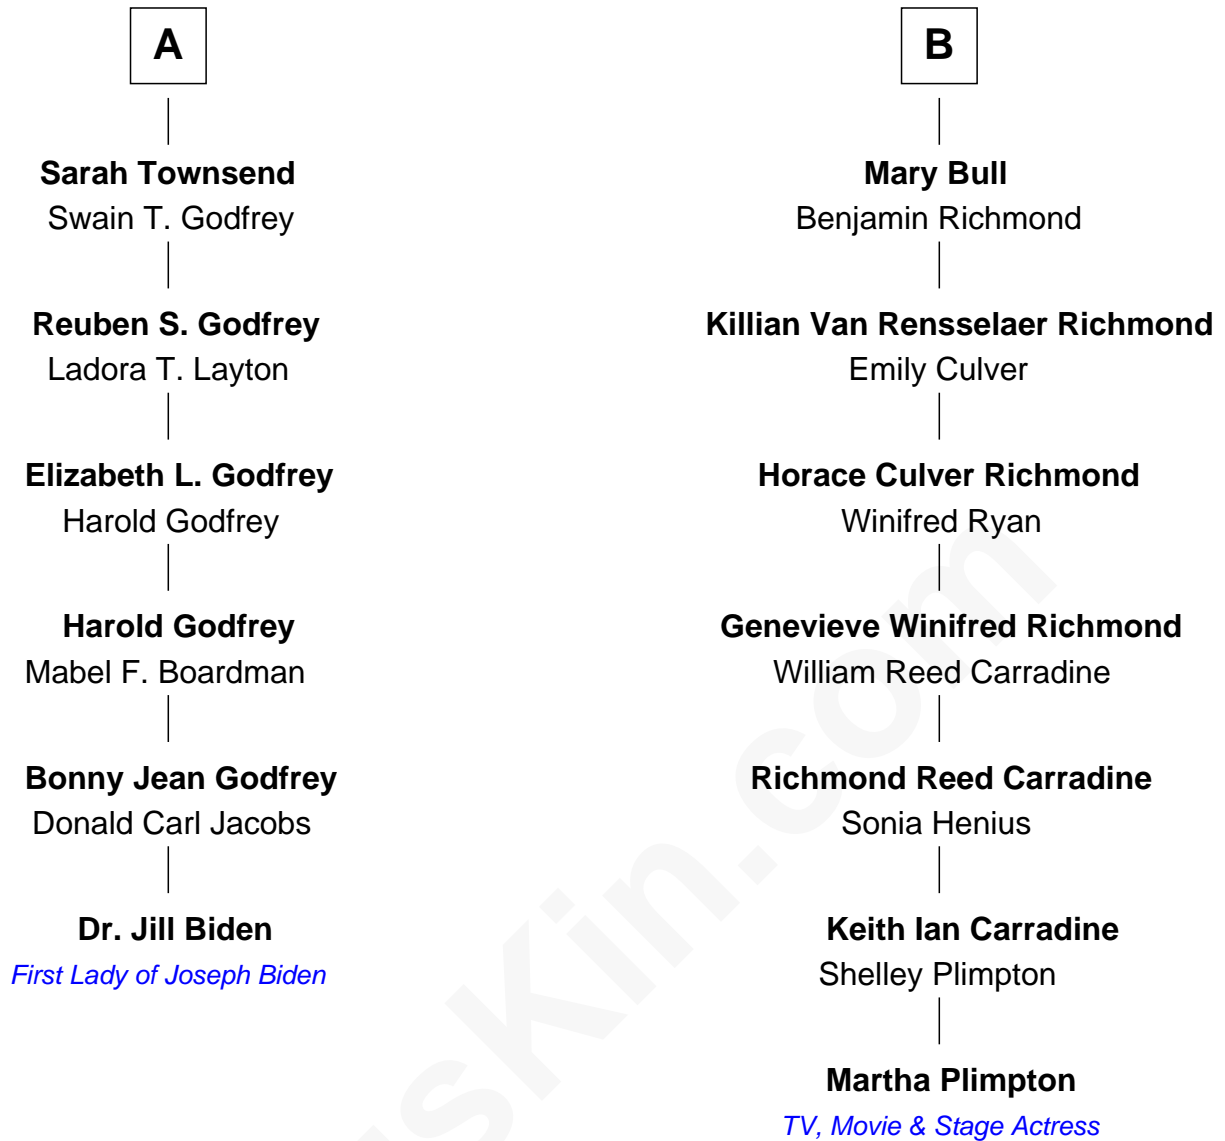 A
Sarah Townsend
Swain T. Godfrey
Reuben S. Godfrey
Ladora T. Layton
Elizabeth L. Godfrey
Harold Godfrey
Harold Godfrey
Mabel F. Boardman
Bonny Jean Godfrey
Donald Carl Jacobs
Dr. Jill Biden
First Lady of Joseph Biden
B
Mary Bull
Benjamin Richmond
Killian Van Rensselaer Richmond
Emily Culver
Horace Culver Richmond
Winifred Ryan
Genevieve Winifred Richmond
William Reed Carradine
Richmond Reed Carradine
Sonia Henius
Keith Ian Carradine
Shelley Plimpton
Martha Plimpton
TV, Movie & Stage Actress